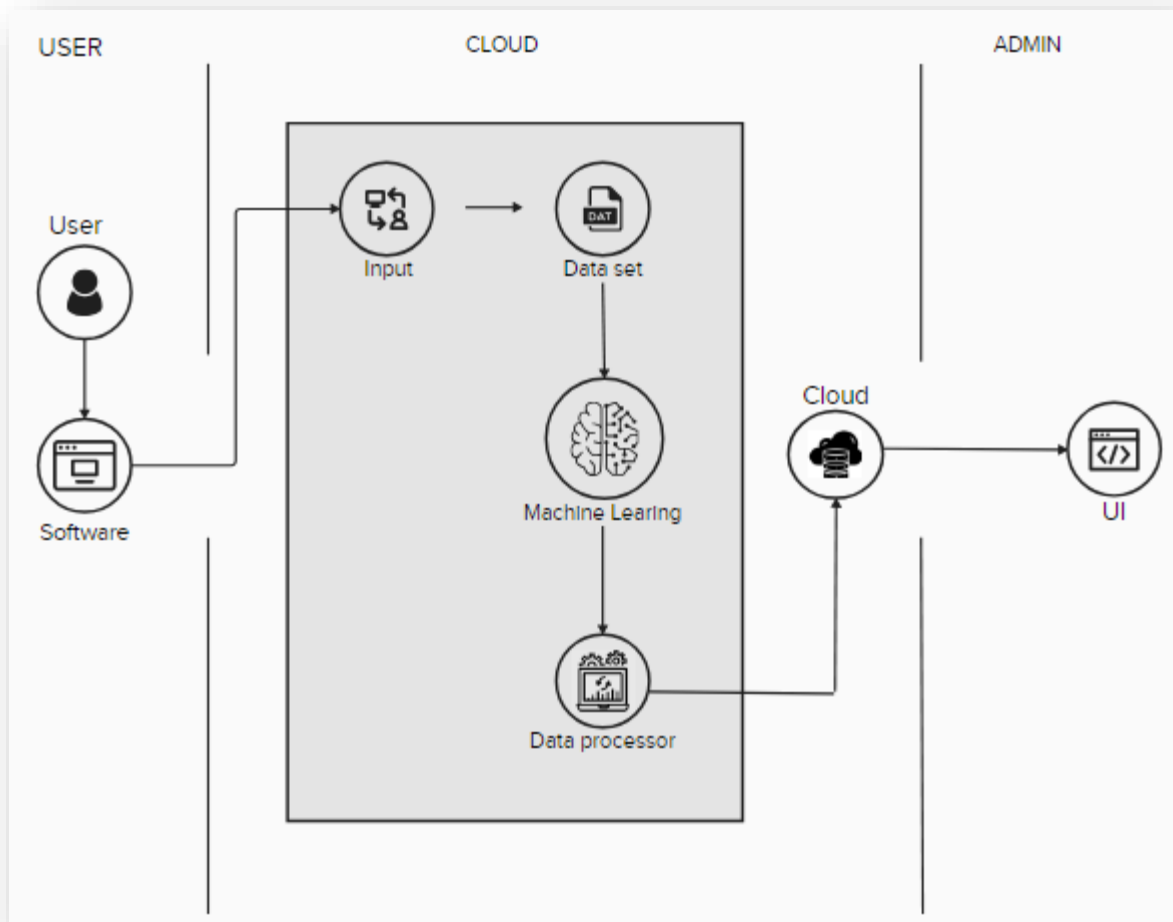 USER
CLOUD
ADMIN
User
Software
Input
DAT
Data set
Machine Learing
Data processor
Cloud
</>
UI